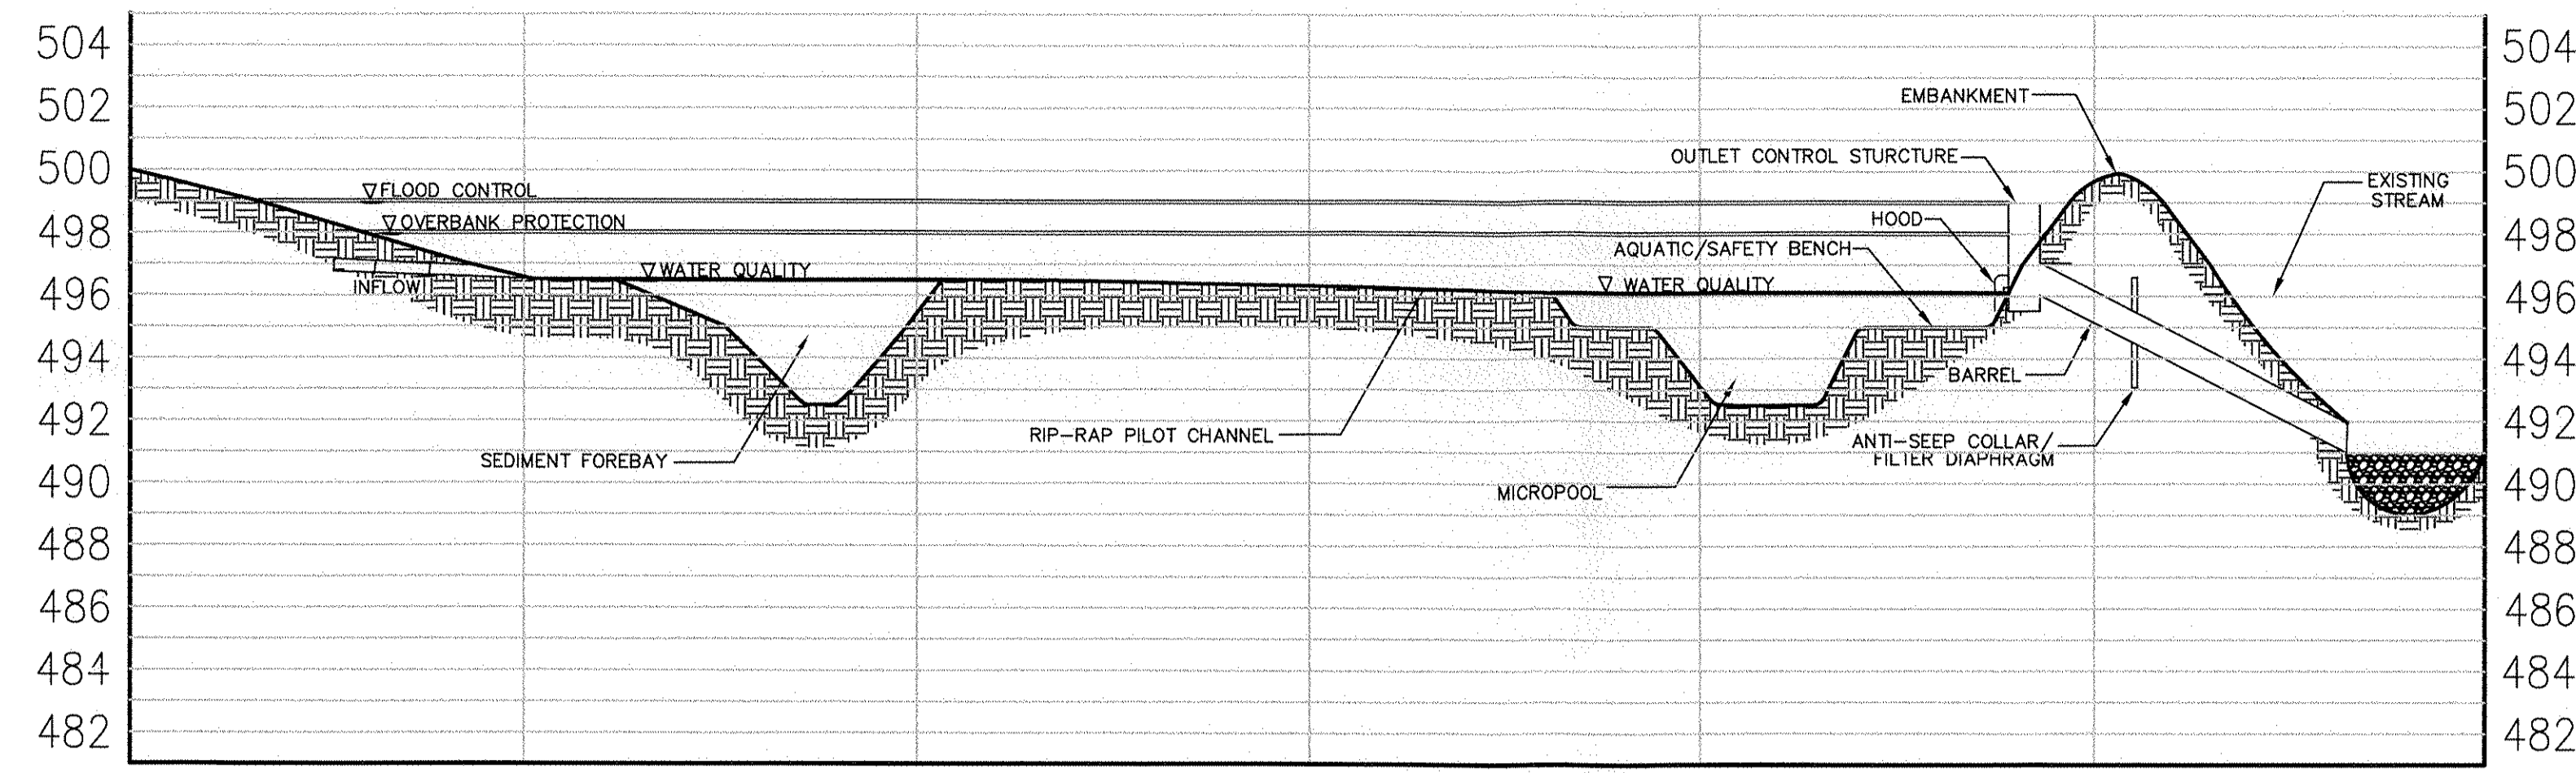 504
502
500
498
496
494
492
490
488
486
484
482
EMBANKMENT
OUTLET CONTROL STURCTURE
FLOOD CONTROL
EXISTING
STREAM
HOOD
OVERBANK PROTECTION
AQUATIC/SAFETY BENCH
WATER QUALITY
INFLOW
WATER QUALITY
BARREL
RIP-RAP PILOT CHANNEL
ANTI-SEEP COLLAR/
FILTER DIAPHRAGM
SEDIMENT FOREBAY
MICROPOOL
504
502
500
498
496
494
492
490
488
486
484
482